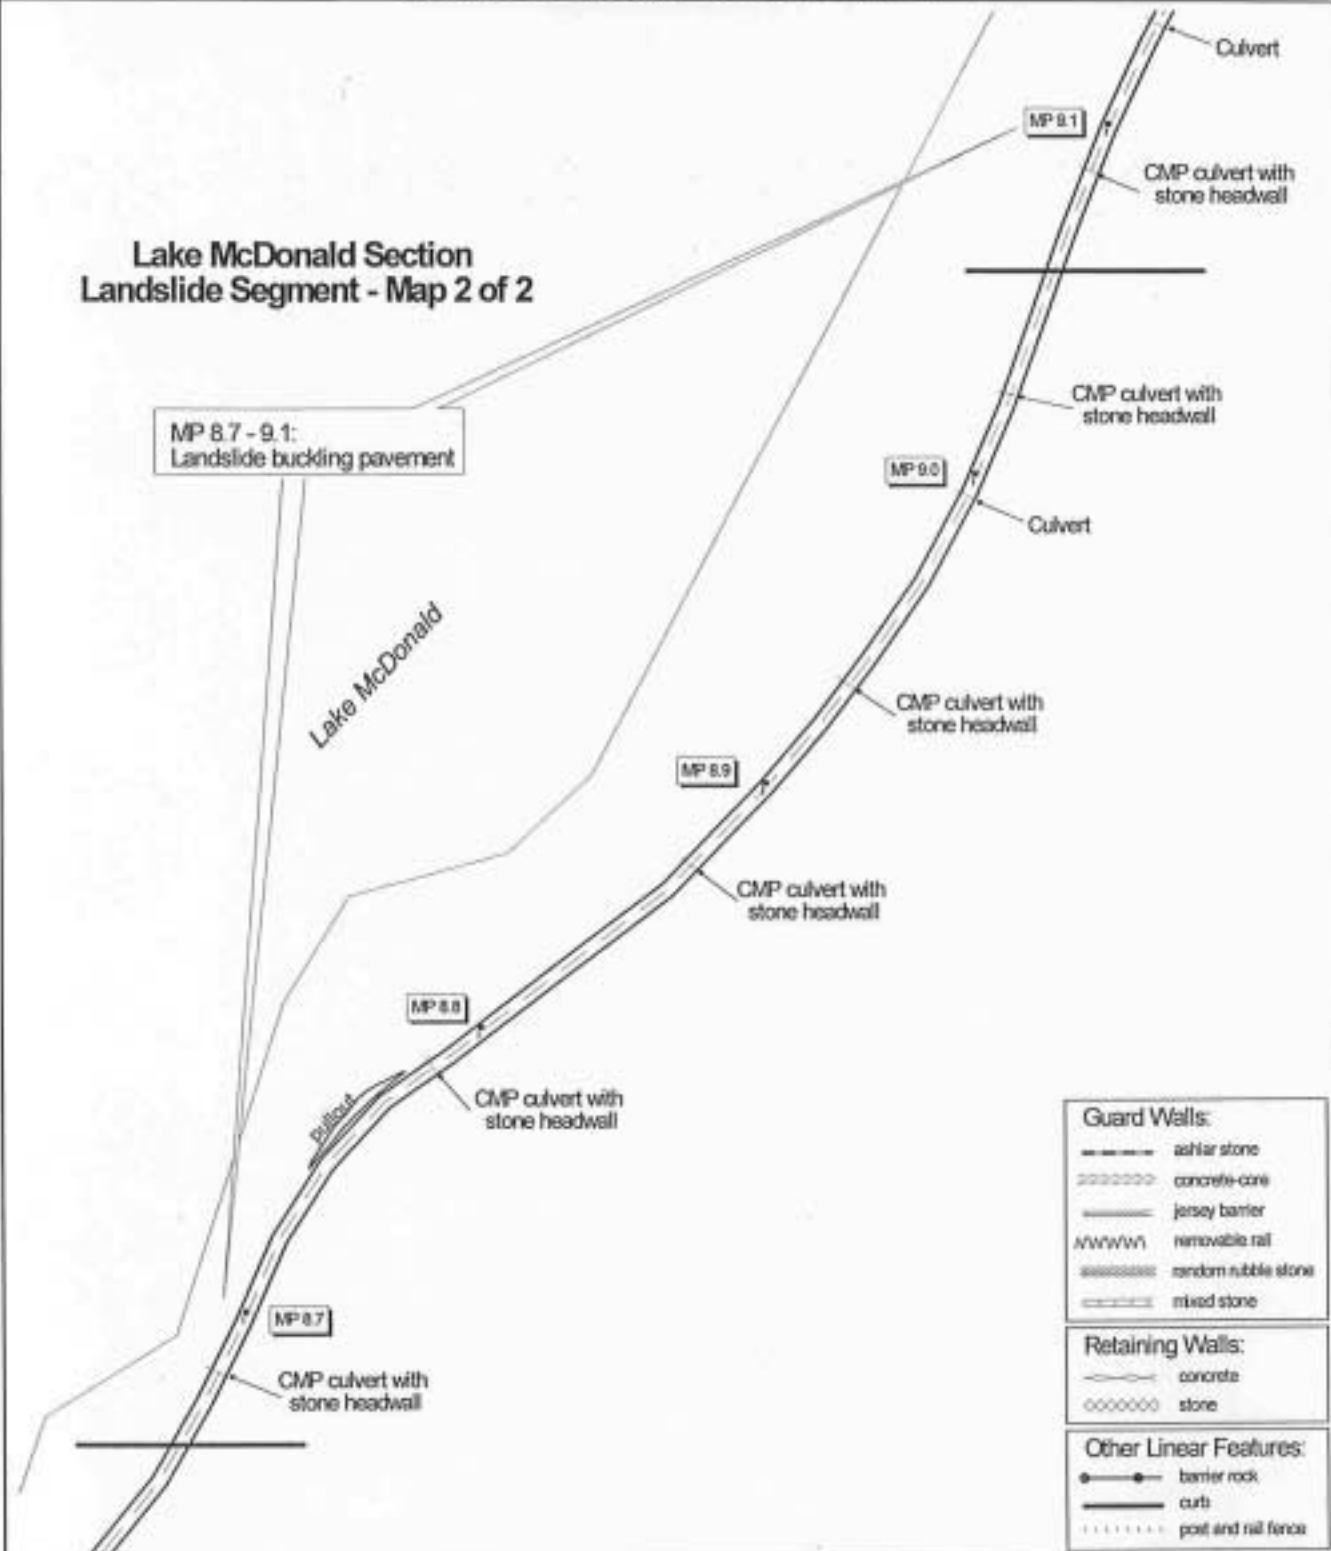 Culvert
MP 9.1
CMP culvert with
stone headwall
Lake McDonald Section
Landslide Segment - Map 2 of 2
CMP culvert with
stone headwall
MP 8.7 - 9.1:
Landslide buckling pavement
MP 9.0
Culvert
Lake McDonald
CMP culvert with
stone headwall
MP 8.9
CMP culvert with
stone headwall
MP 8.8
CMP culvert with
stone headwall
Pullout
MP 8.7
CMP culvert with
stone headwall
Guard Walls:
ashlar stone
concrete-core
jersey barrier
removable rail
random rubble stone
mixed stone
Retaining Walls:
concrete
stone
Other Linear Features:
barrier rock
curb
post and rail fence